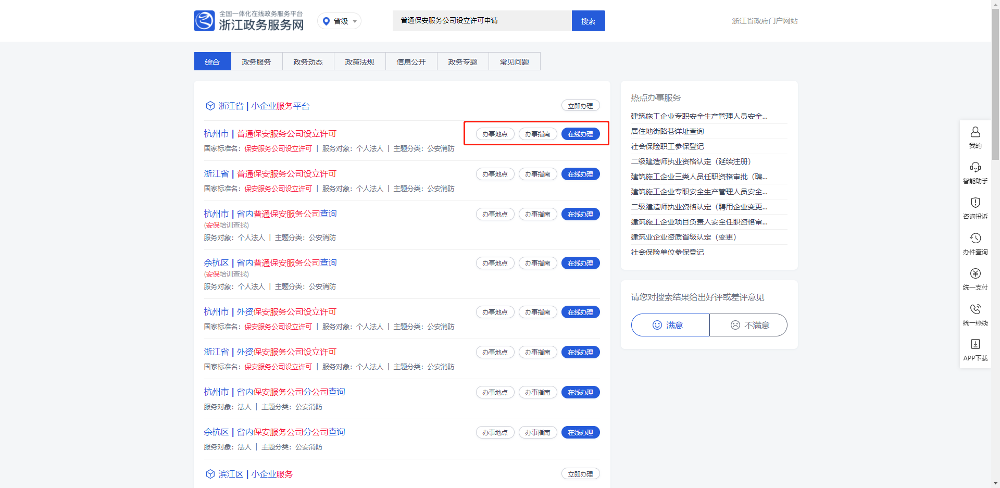 全国一体化在线政务服务平台
浙江政务服务网
省级
普通保安服务公司设立许可申请
搜索
浙江省政府门户网站
综合
政务服务
政务动态
政策法规
信息公开
政务专题
常见问题
浙江省 | 小企业服务平台
立即办理
杭州市 | 普通保安服务公司设立许可
办事地点 办事指南 在线办理
国家标准名：保安服务公司设立许可 | 服务对象：个人法人 | 主题分类：公安消防
浙江省 | 普通保安服务公司设立许可
办事地点 办事指南 在线办理
国家标准名：保安服务公司设立许可 | 服务对象：个人法人 | 主题分类：公安消防
杭州市 | 省内普通保安服务公司查询
办事地点 办事指南 在线办理
(安保培训查找)
服务对象：个人法人 | 主题分类：公安消防
余杭区 | 省内普通保安服务公司查询
办事地点 办事指南 在线办理
(安保培训查找)
服务对象：个人法人 | 主题分类：公安消防
杭州市 | 外资保安服务公司设立许可
办事地点 办事指南 在线办理
国家标准名：保安服务公司设立许可 | 服务对象：个人法人 | 主题分类：公安消防
浙江省 | 外资保安服务公司设立许可
办事地点 办事指南 在线办理
国家标准名：保安服务公司设立许可 | 服务对象：个人法人 | 主题分类：公安消防
杭州市 | 省内保安服务公司分公司查询
办事地点 办事指南 在线办理
服务对象：法人 | 主题分类：公安消防
余杭区 | 省内保安服务公司分公司查询
办事地点 办事指南 在线办理
服务对象：法人 | 主题分类：公安消防
滨江区 | 小企业服务
立即办理
热点办事服务
建筑施工企业专职安全生产管理人员安全...
居住地街路巷详址查询
社会保险职工参保登记
二级建造师执业资格认定（延续注册）
建筑施工企业三类人员任职资格审批（聘...
建筑施工企业专职安全生产管理人员安全...
二级建造师执业资格认定（聘用企业变更...
建筑施工企业项目负责人安全任职资格审...
建筑业企业资质省级认定（变更）
社会保险单位参保登记
请您对搜索结果给出好评或差评意见
满意
不满意
我的
智能助手
咨询投诉
办件查询
统一支付
统一热线
APP下载